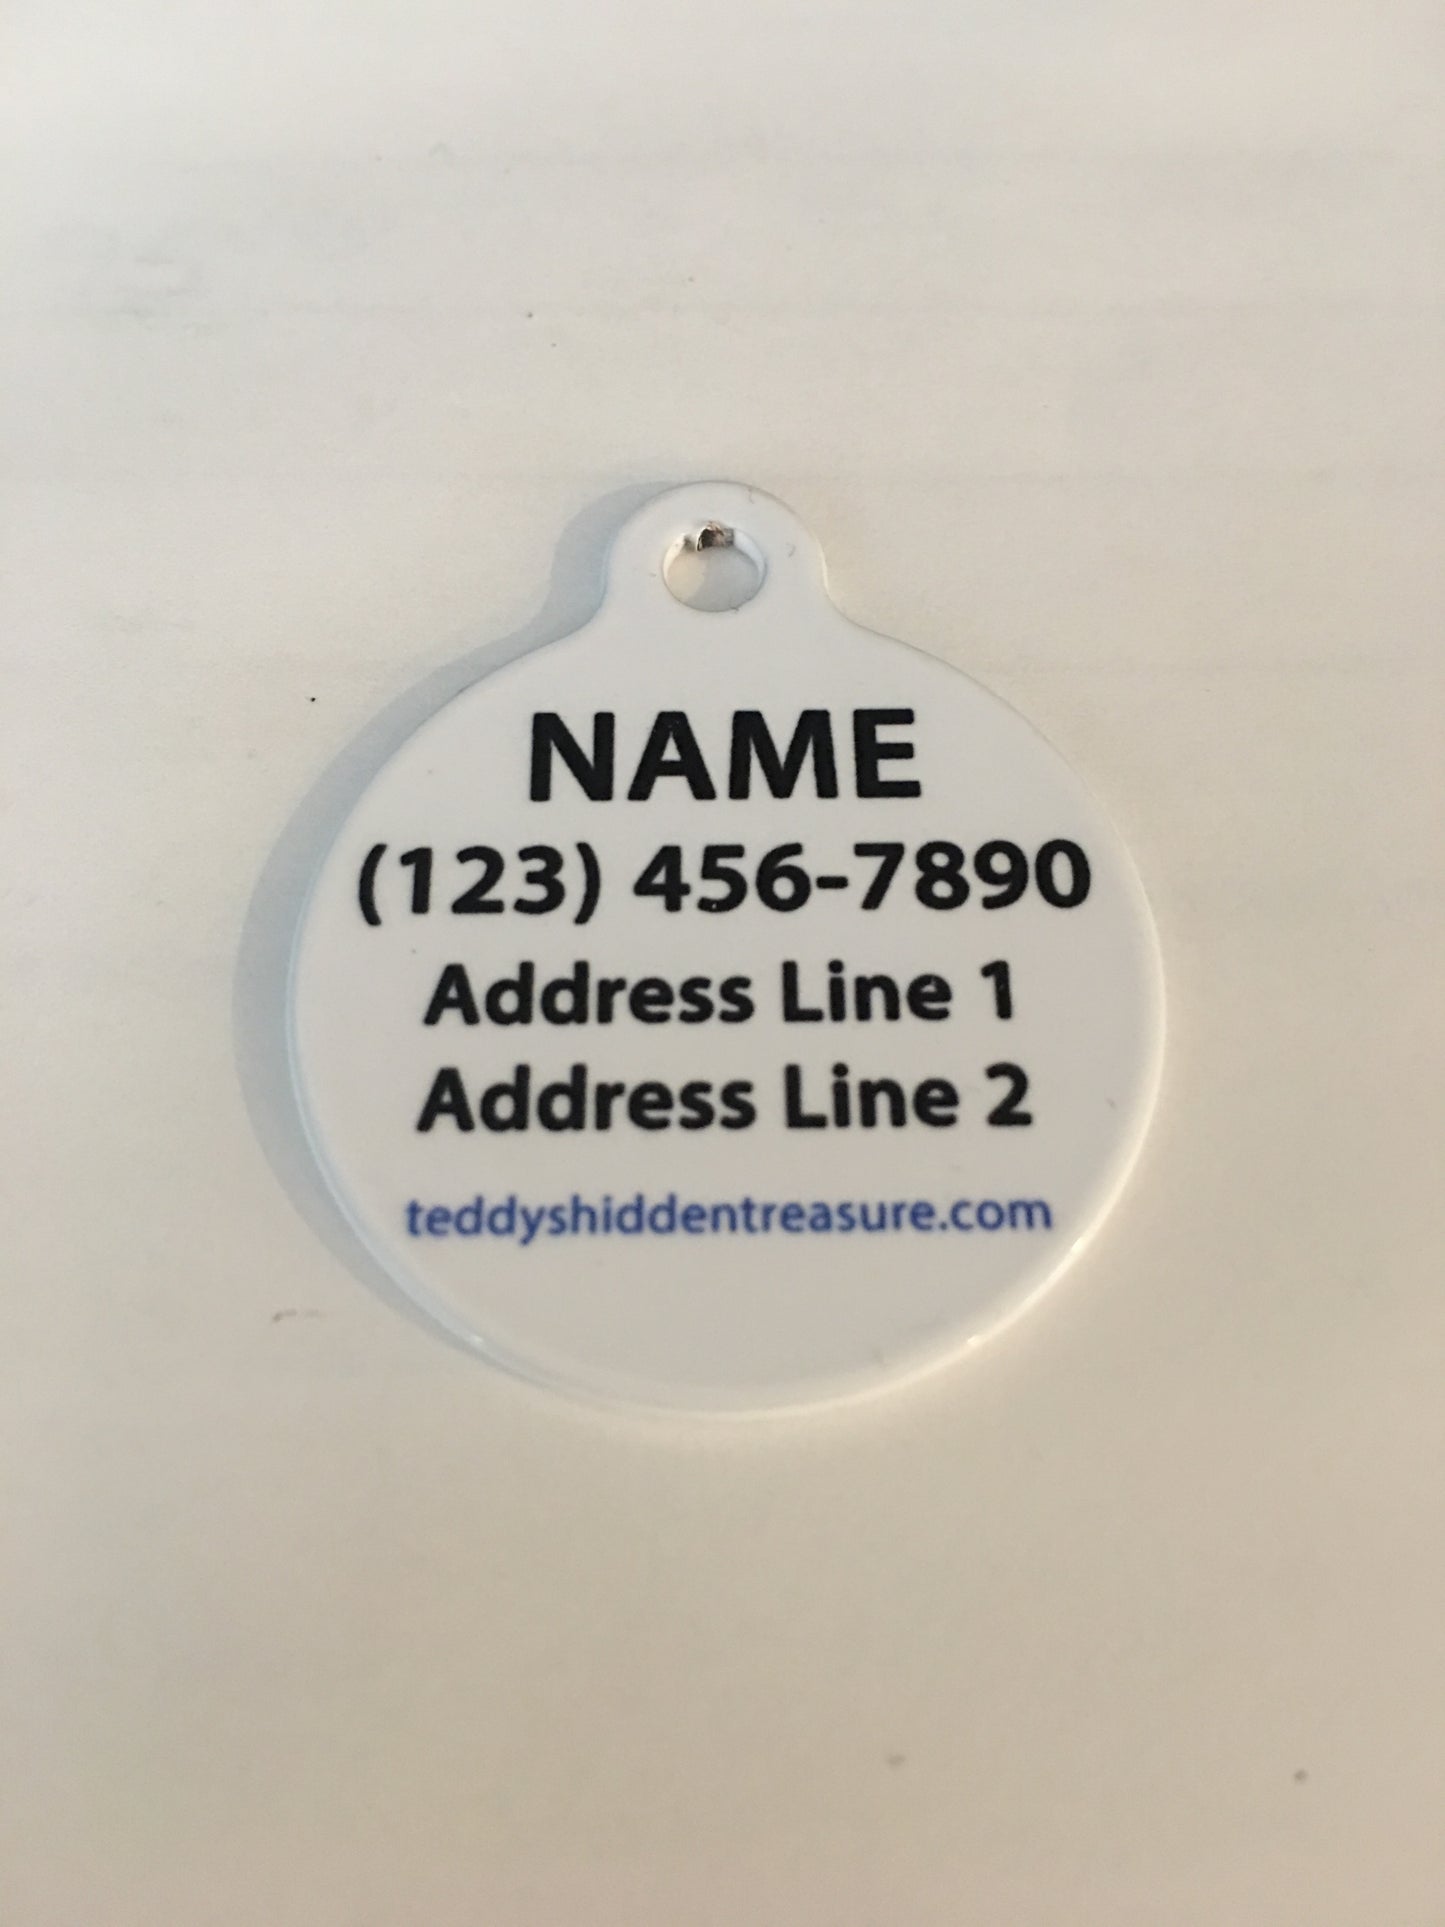 NAME
(123) 456-7890
Address Line 1
Address Line 2
teddyshiddentreasure.com